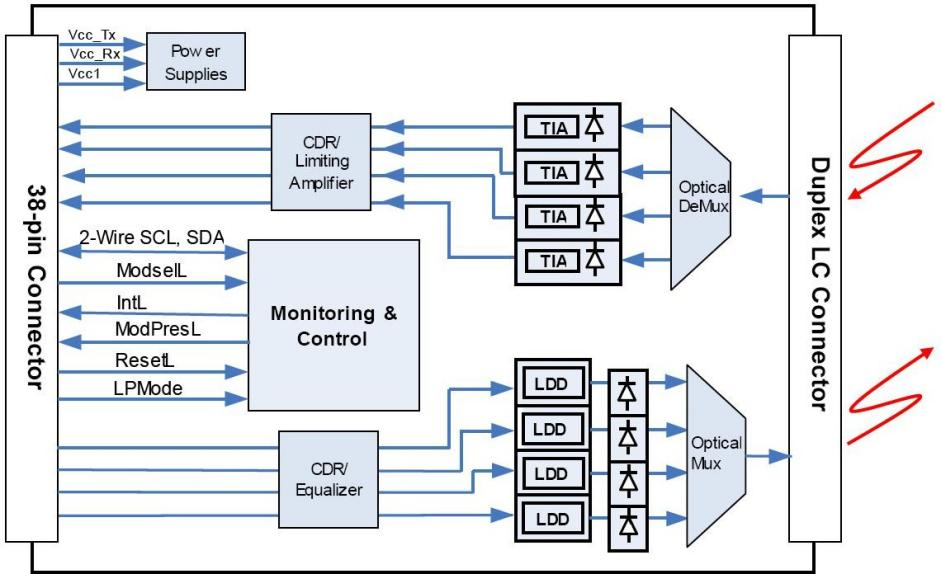 Vcc_Tx
Vcc_Rx
Vcc1
Power
Supplies
38-pin Connector
CDR/
Limiting
Amplifier
TIA
TIA
TIA
TIA
Optical
DeMux
Duplex LC Connector
2-Wire SCL, SDA
ModselL
IntL
ModPresL
ResetL
LPMode
Monitoring &
Control
CDR/
Equalizer
LDD
LDD
LDD
LDD
Optical
Mux